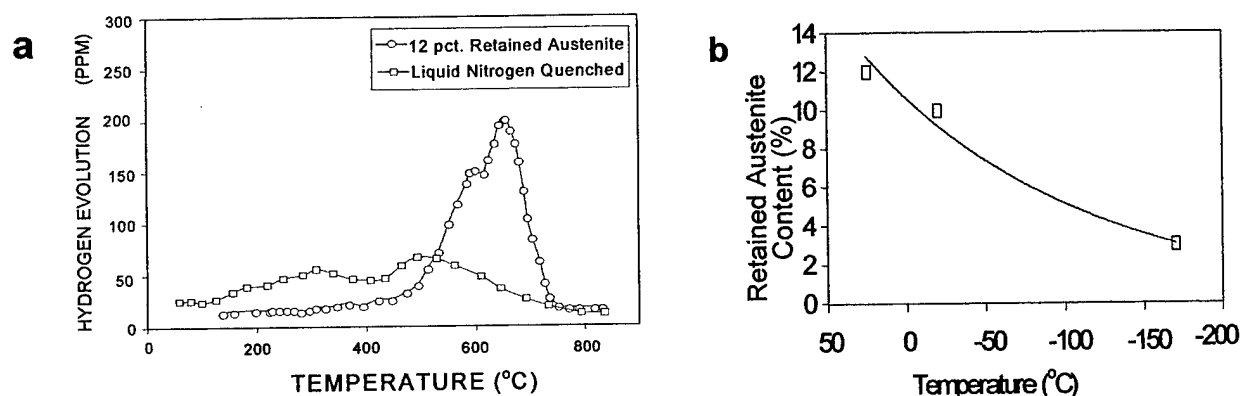 a
300
250
200
150
100
50
0
HYDROGEN EVOLUTION (PPM)
12 pct. Retained Austenite
Liquid Nitrogen Quenched
0 200 400 600 800
TEMPERATURE (°C)
b
14
12
10
8
6
4
2
0
Retained Austenite
Content (%)
50 0 -50 -100 -150 -200
Temperature (°C)